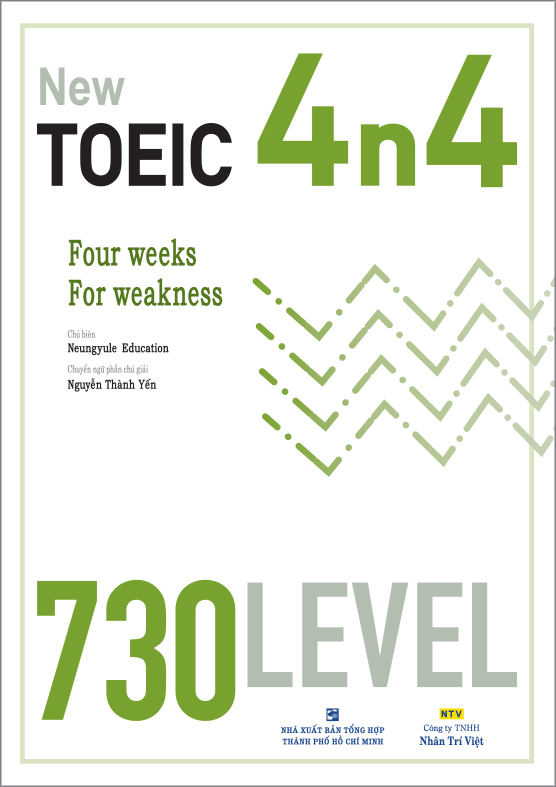 New
TOEIC 4n4
Four weeks
For weakness
Chủ biên
Neungyule Education
Chuyển ngữ phần chú giải
Nguyễn Thành Yến
730 LEVEL
NHÀ XUẤT BẢN TỔNG HỢP
THÀNH PHỐ HỒ CHÍ MINH
NTV
Công ty TNHH
Nhân Trí Việt